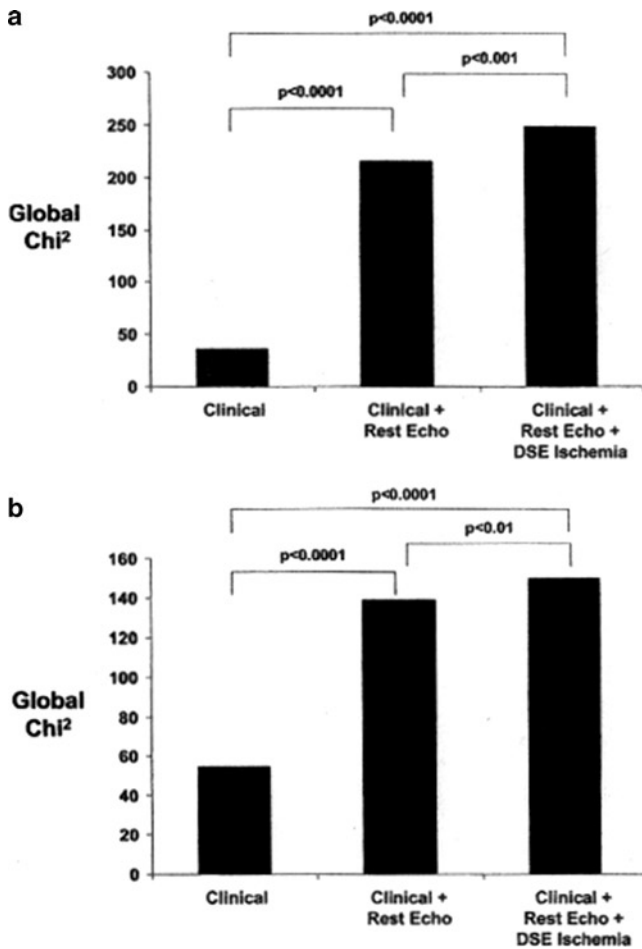 a
p<0.0001
p<0.0001
p<0.001
300
250
200
150
100
50
0
Global
Chi²
Clinical
Clinical +
Rest Echo
Clinical +
Rest Echo +
DSE Ischemia
b
p<0.0001
p<0.0001
p<0.01
160
140
120
100
80
60
40
20
0
Global
Chi²
Clinical
Clinical +
Rest Echo
Clinical +
Rest Echo +
DSE Ischemia